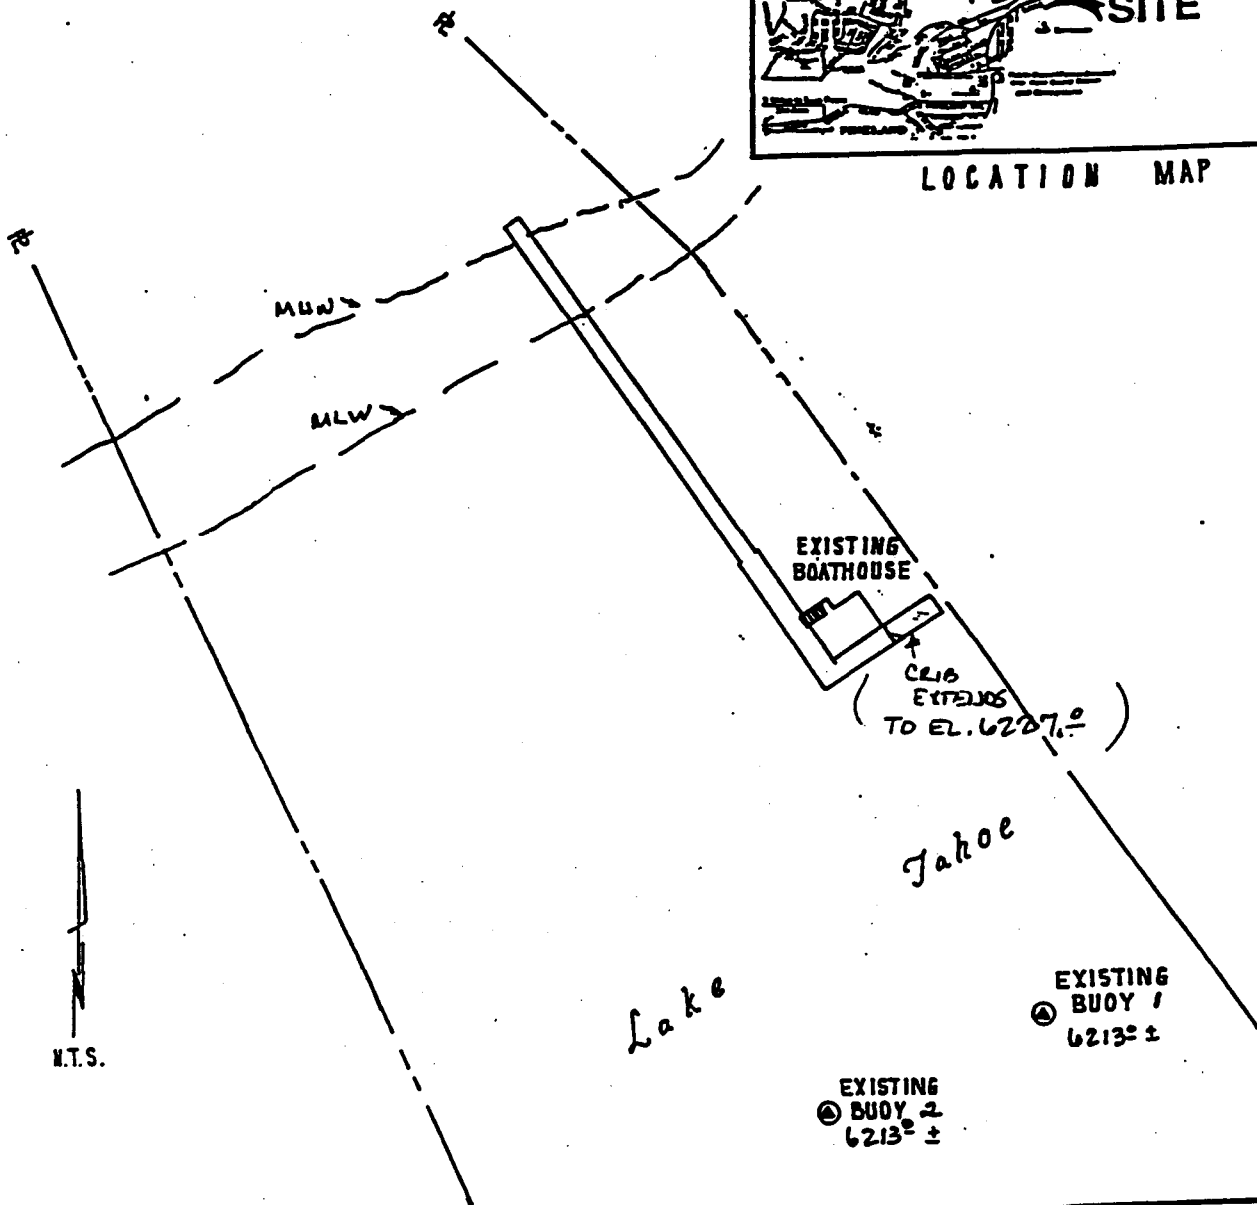 SITE
PINELAND
LOCATION MAP
MHW
MLW
EXISTING
BOATHOUSE
CRIB
EXTENDS
TO EL. 6227.0
Lake Tahoe
N
N.T.S.
EXISTING
BUOY 1
6213° ±
EXISTING
BUOY 2
6213° ±